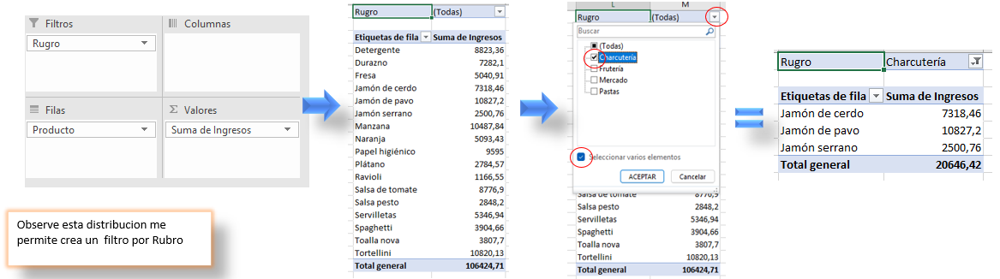 Filtros
Columnas
Rugro
Filas
Σ Valores
Producto
Suma de Ingresos
Observe esta distribucion me
permite crea un filtro por Rubro
Rugro (Todas)
Etiquetas de fila Suma de Ingresos
Detergente 8823,36
Durazno 7282,1
Fresa 5040,91
Jamón de cerdo 7318,46
Jamón de pavo 10827,2
Jamón serrano 2500,76
Manzana 10487,84
Naranja 5093,43
Papel higiénico 9595
Plátano 2784,57
Ravioli 1166,55
Salsa de tomate 8776,9
Salsa pesto 2848,2
Servilletas 5346,94
Spaghetti 3904,66
Toalla nova 3807,7
Tortellini 10820,13
Total general 106424,71
L M
Rugro (Todas)
Buscar
(Todas)
Charcutería
Frutería
Mercado
Pastas
Seleccionar varios elementos
ACEPTAR Cancelar
Salsa de tomate 8776,9
Salsa pesto 2848,2
Servilletas 5346,94
Spaghetti 3904,66
Toalla nova 3807,7
Tortellini 10820,13
Total general 106424,71
Rugro Charcutería
Etiquetas de fila Suma de Ingresos
Jamón de cerdo 7318,46
Jamón de pavo 10827,2
Jamón serrano 2500,76
Total general 20646,42